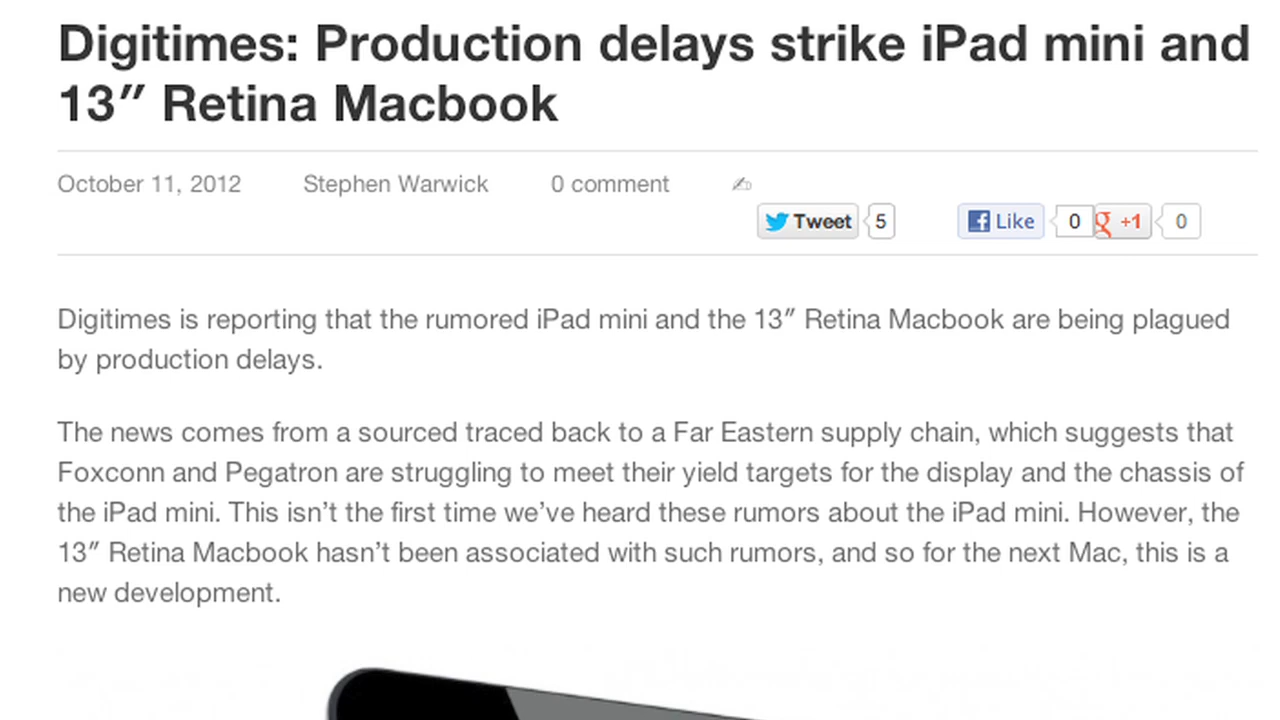 Digitimes: Production delays strike iPad mini and
13″ Retina Macbook
October 11, 2012 Stephen Warwick 0 comment
Tweet 5 Like 0 +1 0
Digitimes is reporting that the rumored iPad mini and the 13″ Retina Macbook are being plagued
by production delays.
The news comes from a sourced traced back to a Far Eastern supply chain, which suggests that
Foxconn and Pegatron are struggling to meet their yield targets for the display and the chassis of
the iPad mini. This isn’t the first time we’ve heard these rumors about the iPad mini. However, the
13″ Retina Macbook hasn’t been associated with such rumors, and so for the next Mac, this is a
new development.